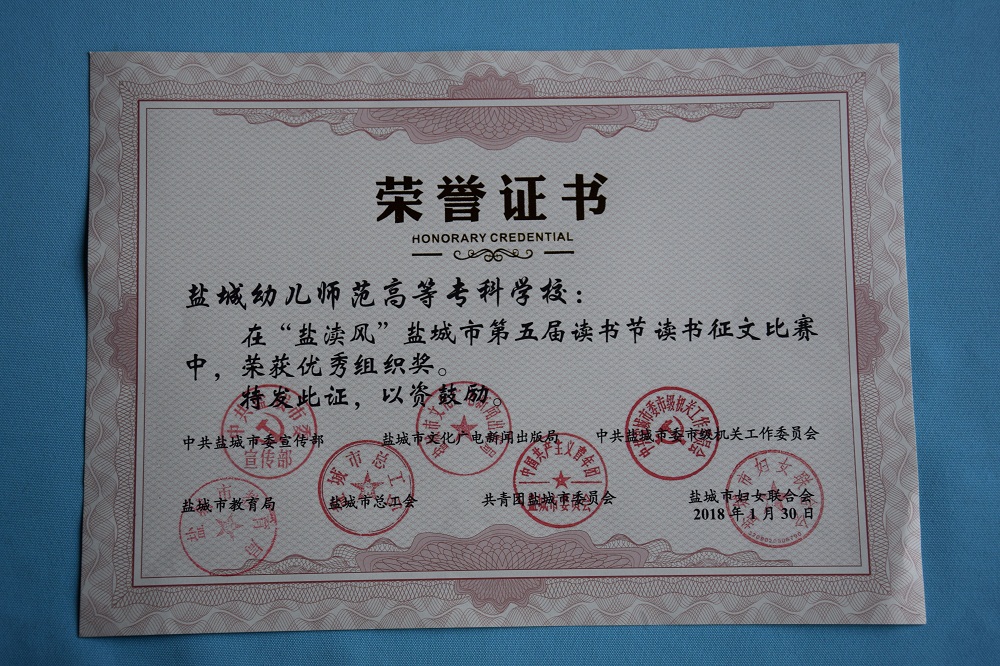 荣誉证书
HONORARY CREDENTIAL
盐城幼儿师范高等专科学校：
在“盐渎风”盐城市第五届读书节读书征文比赛
中，荣获优秀组织奖。
特发此证，以资鼓励。
中共盐城市委宣传部 盐城市文化广电新闻出版局 中共盐城市委市级机关工作委员会
盐城市教育局 盐城市总工会 共青团盐城市委员会 盐城市妇女联合会
2018 年 1 月 30 日